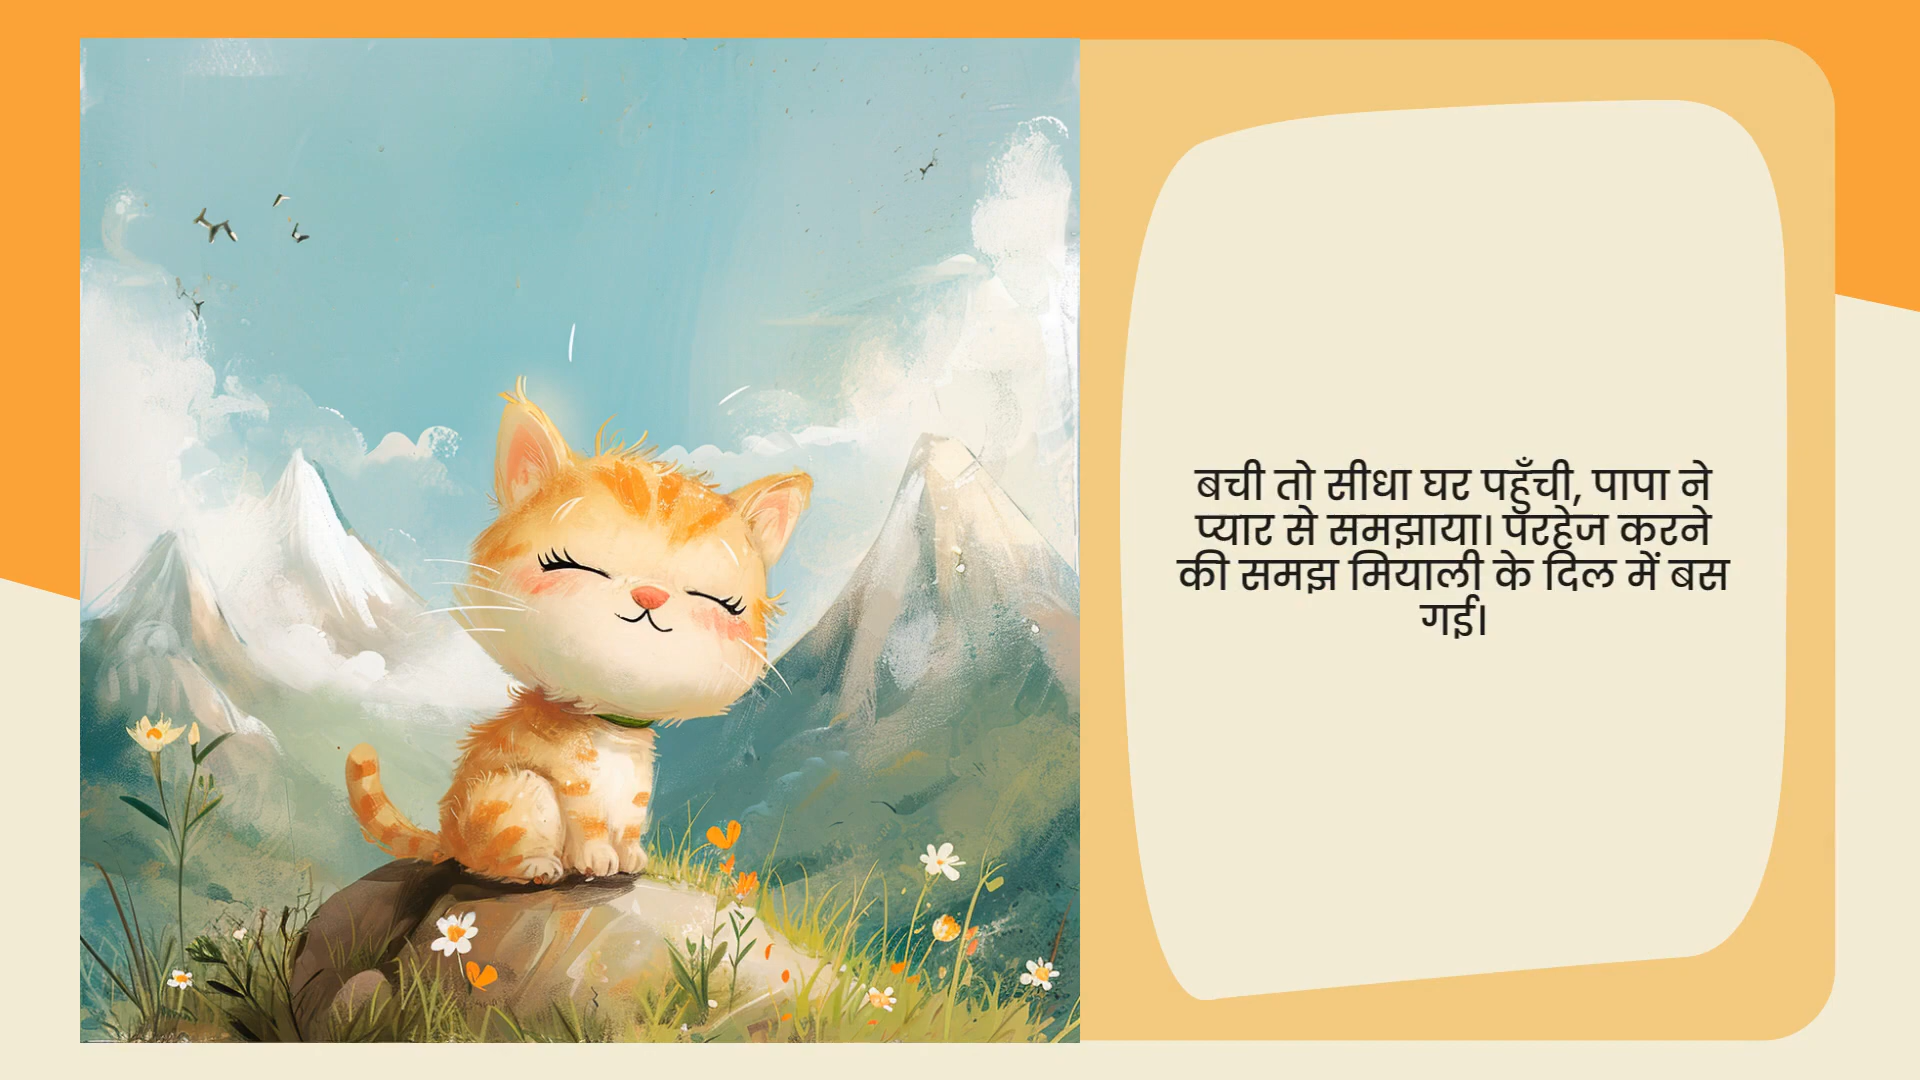 बची तो सीधा घर पहुँची, पापा ने
प्यार से समझाया। परहेज करने
की समझ मियाली के दिल में बस
गई।